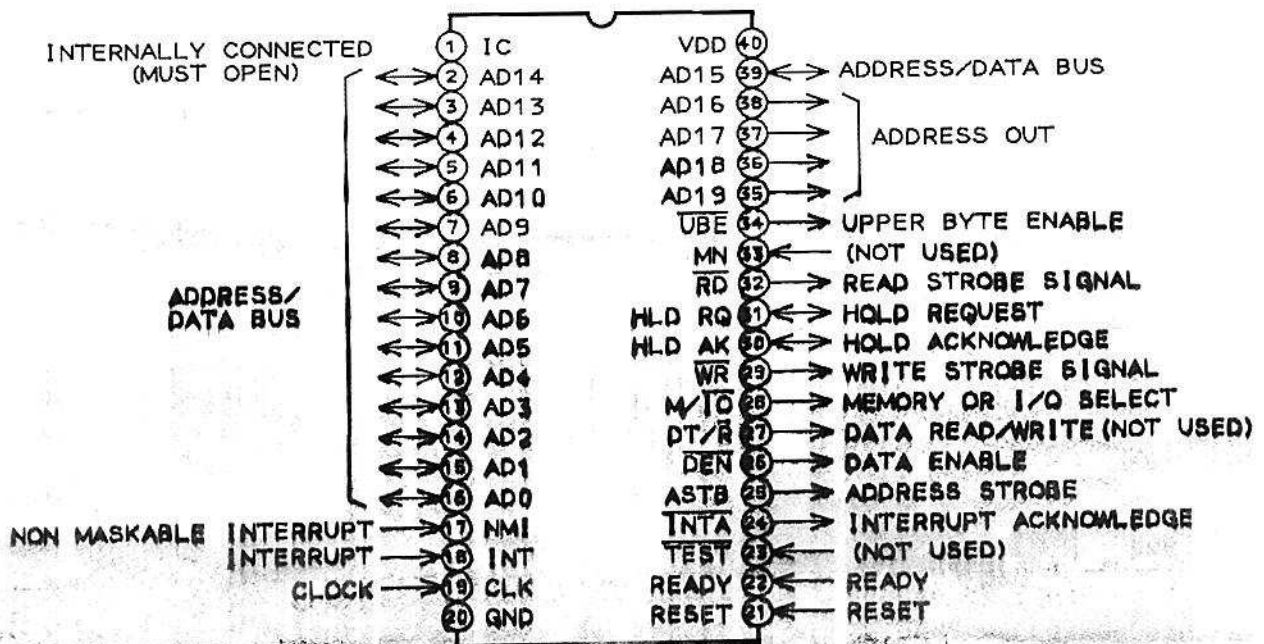 INTERNALLY CONNECTED
(MUST OPEN)
1 IC
2 AD14
3 AD13
4 AD12
5 AD11
6 AD10
7 AD9
8 AD8
9 AD7
10 AD6
11 AD5
12 AD4
13 AD3
14 AD2
15 AD1
16 AD0
ADDRESS/
DATA BUS
NON MASKABLE INTERRUPT 17 NMI
INTERRUPT 18 INT
CLOCK 19 CLK
20 GND
VDD 40
AD15 39 ADDRESS/DATA BUS
AD16 38
AD17 37
AD18 36
AD19 35
ADDRESS OUT
UBE 34 UPPER BYTE ENABLE
MN 33 (NOT USED)
RD 32 READ STROBE SIGNAL
HLD RQ 31 HOLD REQUEST
HLD AK 30 HOLD ACKNOWLEDGE
WR 29 WRITE STROBE SIGNAL
M/IO 28 MEMORY OR I/O SELECT
DT/R 27 DATA READ/WRITE (NOT USED)
DEN 26 DATA ENABLE
ASTB 25 ADDRESS STROBE
INTA 24 INTERRUPT ACKNOWLEDGE
TEST 23 (NOT USED)
READY 22 READY
RESET 21 RESET